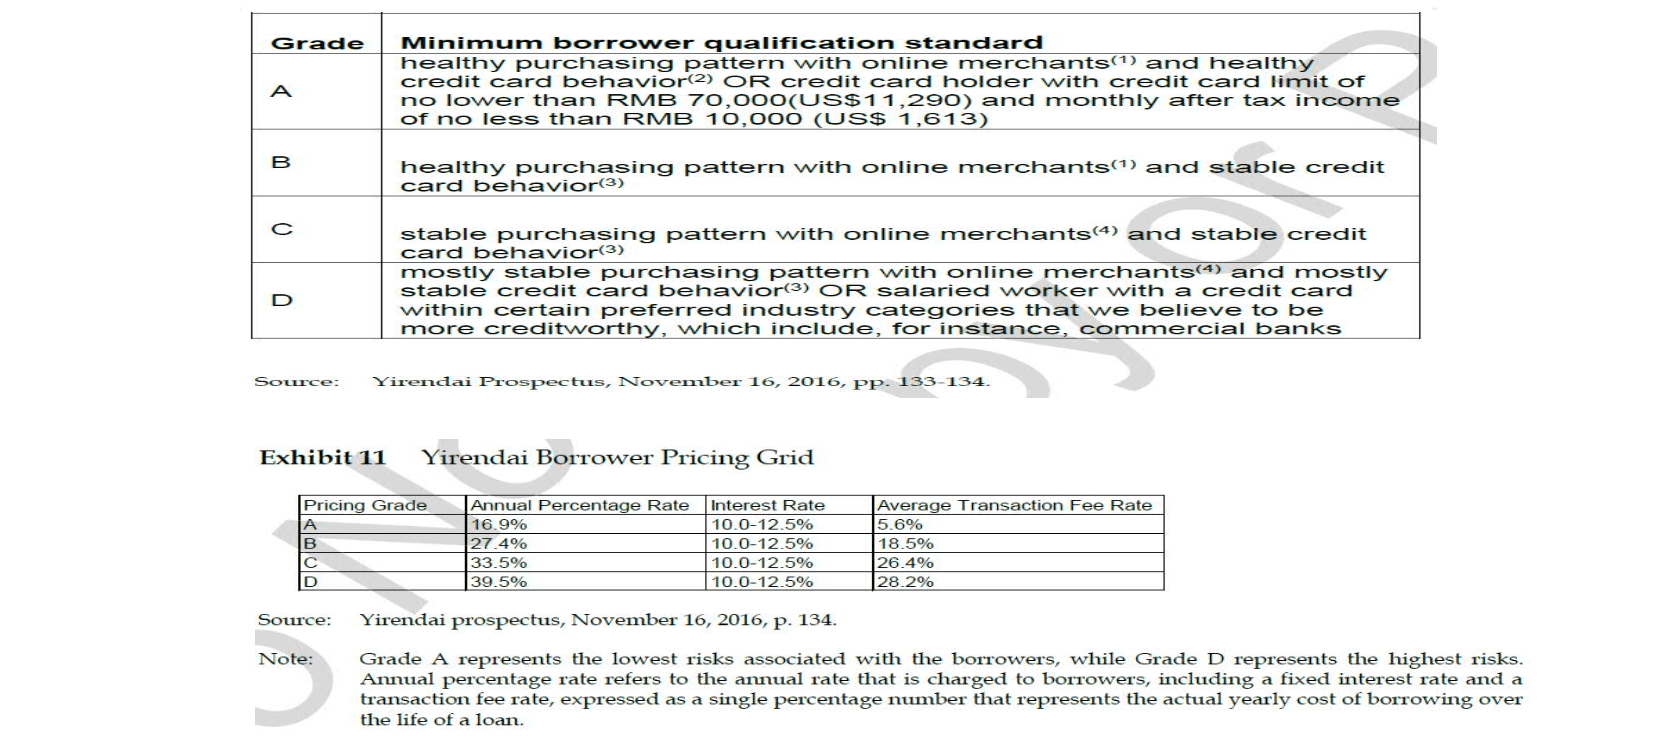 Grade Minimum borrower qualification standard
A healthy purchasing pattern with online merchants(1) and healthy
credit card behavior(2) OR credit card holder with credit card limit of
no lower than RMB 70,000(US$11,290) and monthly after tax income
of no less than RMB 10,000 (US$ 1,613)
B healthy purchasing pattern with online merchants(1) and stable credit
card behavior(3)
C stable purchasing pattern with online merchants(4) and stable credit
card behavior(3)
D mostly stable purchasing pattern with online merchants(4) and mostly
stable credit card behavior(3) OR salaried worker with a credit card
within certain preferred industry categories that we believe to be
more creditworthy, which include, for instance, commercial banks
Source: Yirendai Prospectus, November 16, 2016, pp. 133-134.
Exhibit 11 Yirendai Borrower Pricing Grid
Pricing Grade Annual Percentage Rate Interest Rate Average Transaction Fee Rate
A 16.9% 10.0-12.5% 5.6%
B 27.4% 10.0-12.5% 18.5%
C 33.5% 10.0-12.5% 26.4%
D 39.5% 10.0-12.5% 28.2%
Source: Yirendai prospectus, November 16, 2016, p. 134.
Note: Grade A represents the lowest risks associated with the borrowers, while Grade D represents the highest risks.
Annual percentage rate refers to the annual rate that is charged to borrowers, including a fixed interest rate and a
transaction fee rate, expressed as a single percentage number that represents the actual yearly cost of borrowing over
the life of a loan.